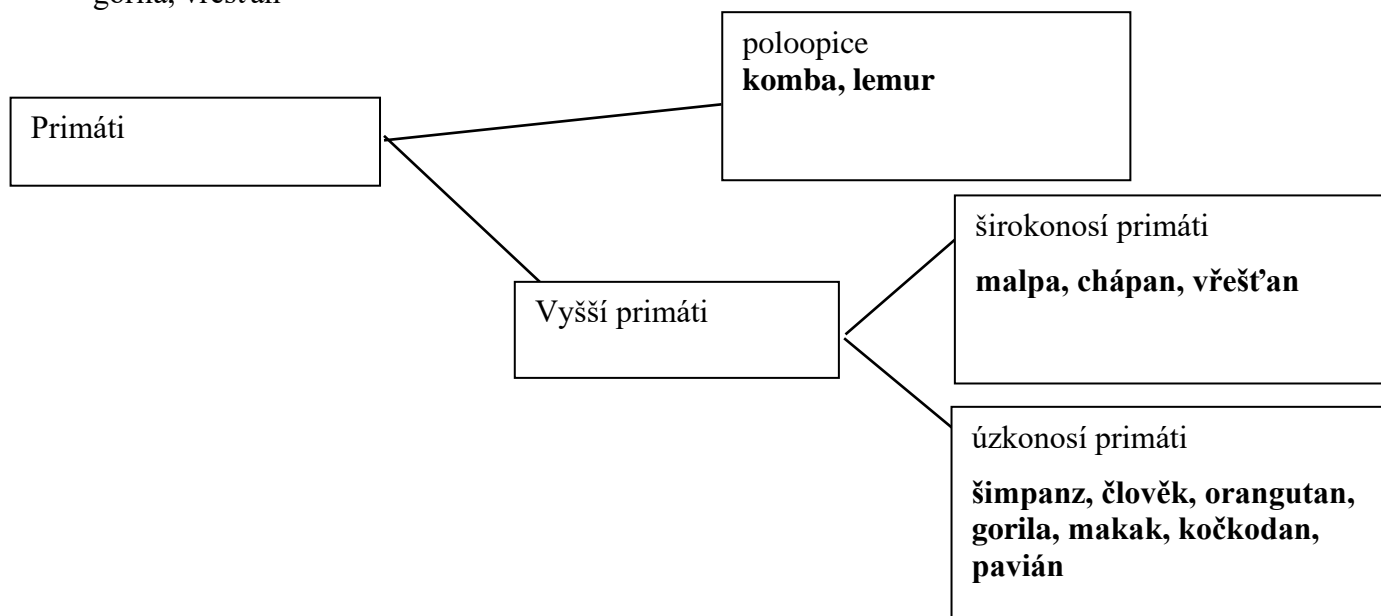 gorila, vřešťan
poloopice
komba, lemur
Primáti
širokonosí primáti
malpa, chápan, vřešťan
Vyšší primáti
úzkonosí primáti
šimpanz, člověk, orangutan,
gorila, makak, kočkodan,
pavián